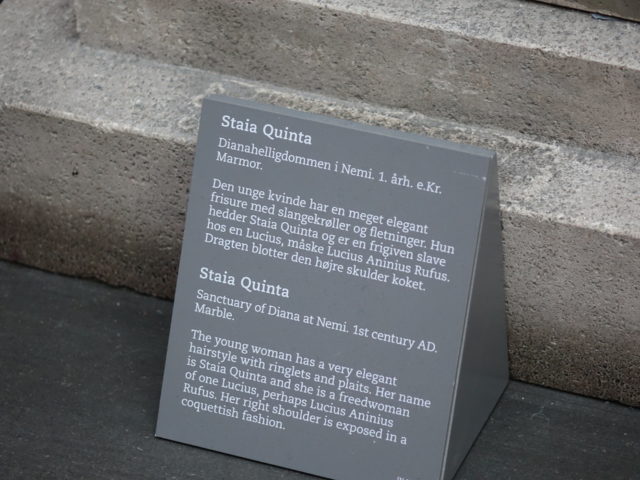 Staia Quinta
Dianahelligdommen i Nemi. 1. årh. e.Kr.
Marmor.
Den unge kvinde har en meget elegant
frisure med slangekrøller og fletninger. Hun
hedder Staia Quinta og er en frigiven slave
hos en Lucius, måske Lucius Aninius Rufus.
Dragten blotter den højre skulder koket.
Staia Quinta
Sanctuary of Diana at Nemi. 1st century AD.
Marble.
The young woman has a very elegant
hairstyle with ringlets and plaits. Her name
is Staia Quinta and she is a freedwoman
of one Lucius, perhaps Lucius Aninius
Rufus. Her right shoulder is exposed in a
coquettish fashion.